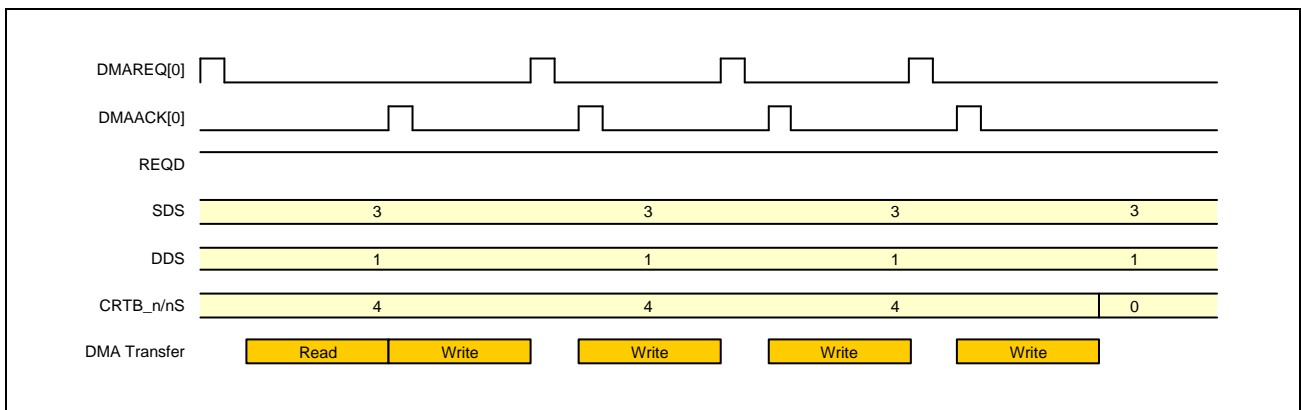 DMAREQ[0]
DMAACK[0]
REQD
SDS 3 3 3 3
DDS 1 1 1 1
CRTB_n/nS 4 4 4 0
DMA Transfer Read Write Write Write Write